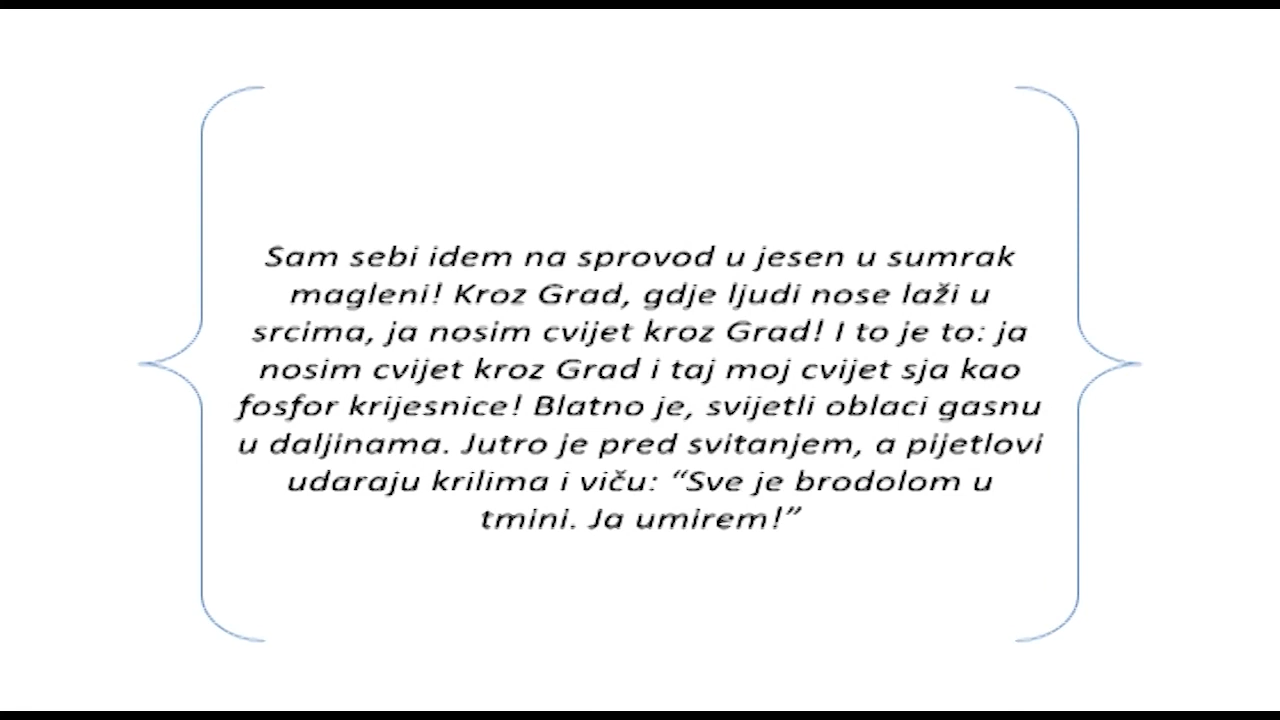 Sam sebi idem na sprovod u jesen u sumrak
magleni! Kroz Grad, gdje ljudi nose laži u
srcima, ja nosim cvijet kroz Grad! I to je to: ja
nosim cvijet kroz Grad i taj moj cvijet sja kao
fosfor krijesnice! Blatno je, svijetli oblaci gasnu
u daljinama. Jutro je pred svitanjem, a pijetlovi
udaraju krilima i viču: “Sve je brodolom u
tmini. Ja umirem!”